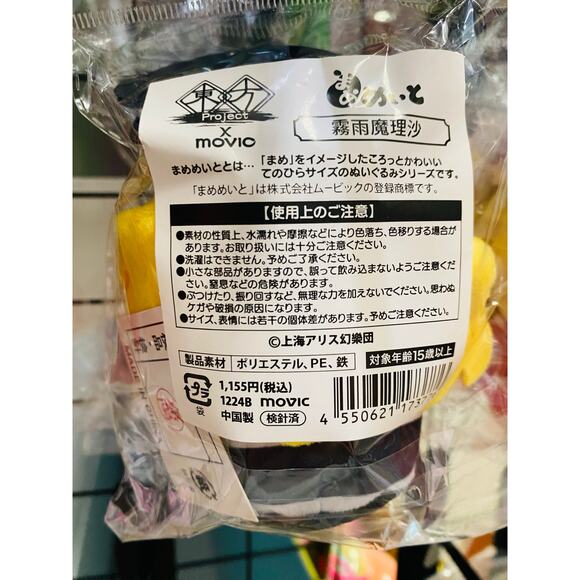 東方
Project
×
movic
まめめいと
霧雨魔理沙
まめめいととは… 「まめ」をイメージしたころっとかわいい
てのひらサイズのぬいぐるみシリーズです。
「まめめいと」は株式会社ムービックの登録商標です。
【使用上のご注意】
●素材の性質上、水濡れや摩擦などにより色落ち、色移りする場合が
あります。お取り扱いには十分ご注意ください。
●洗濯はできません。予めご了承ください。
●小さな部品がありますので、誤って飲み込まないようご注意くだ
さい。窒息などの危険があります。
●ぶつけたり、振り回すなど、無理な力を加えないでください。思わぬ
ケガや破損の原因になります。
●サイズ、表情には若干の個体差があります。予めご注意ください。
©上海アリス幻樂団
製品素材 ポリエステル、PE、鉄
対象年齢15歳以上
プラ
袋
1,155円(税込)
1224B movic
中国製 検針済
4 550621 1737